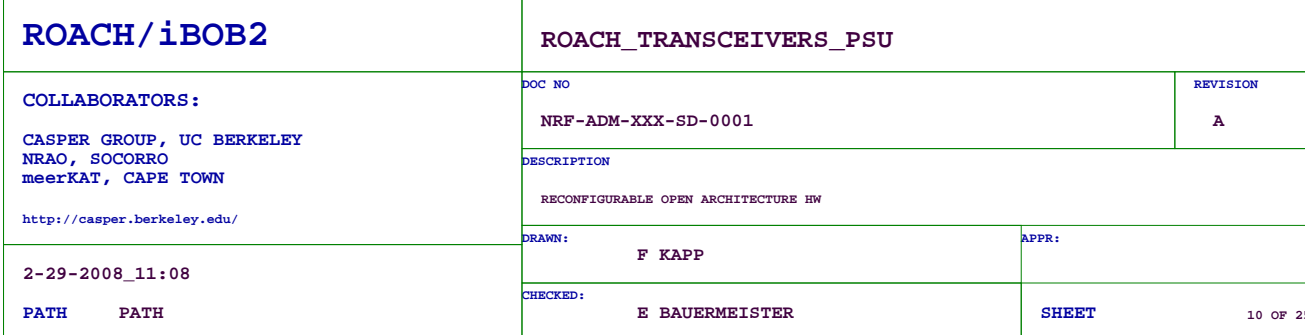 ROACH/iBOB2
COLLABORATORS:
CASPER GROUP, UC BERKELEY
NRAO, SOCORRO
meerKAT, CAPE TOWN
http://casper.berkeley.edu/
2-29-2008_11:08
PATH PATH
ROACH_TRANSCEIVERS_PSU
DOC NO
NRF-ADM-XXX-SD-0001
REVISION
A
DESCRIPTION
RECONFIGURABLE OPEN ARCHITECTURE HW
DRAWN:
F KAPP
APPR:
CHECKED:
E BAUERMEISTER
SHEET 10 OF